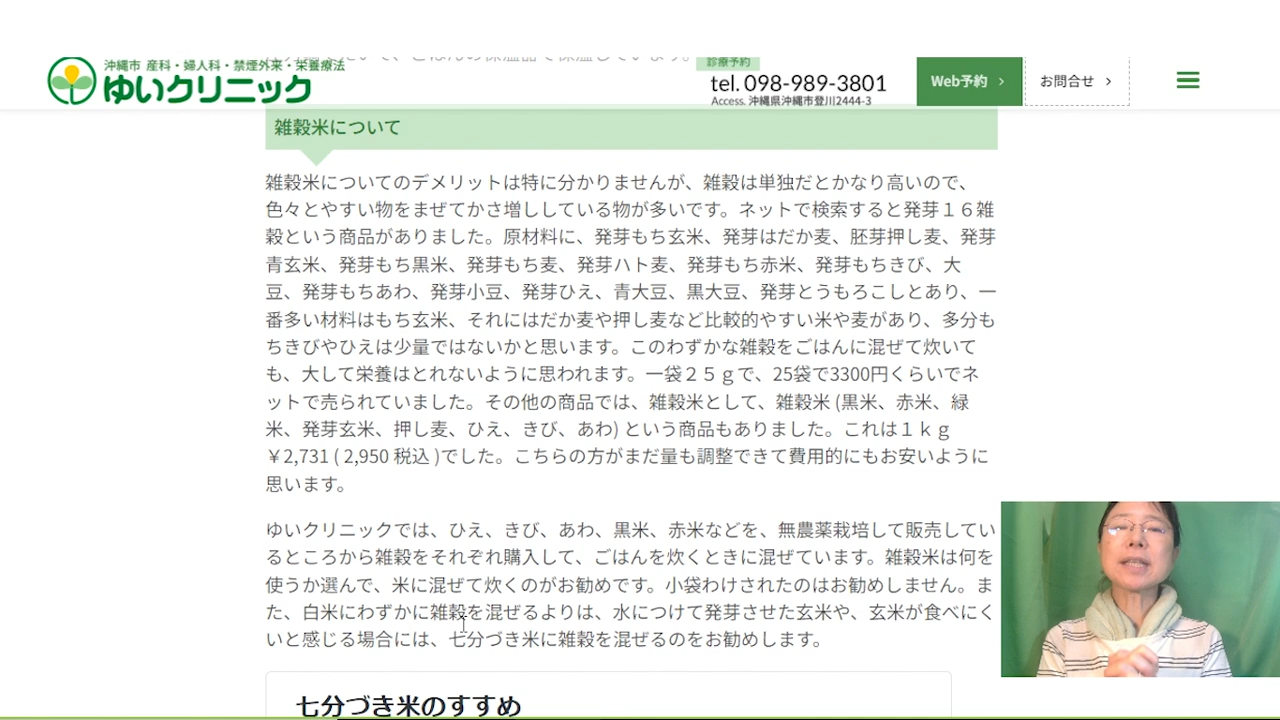 沖縄市 産科・婦人科・禁煙外来・栄養療法
ゆいクリニック
診療予約
tel. 098-989-3801
Access. 沖縄県沖縄市登川2444-3
Web予約
お問合せ
雑穀米について
雑穀米についてのデメリットは特に分かりませんが、雑穀は単独だとかなり高いので、
色々とやすい物をまぜてかさ増ししている物が多いです。ネットで検索すると発芽１６雑
穀という商品がありました。原材料に、発芽もち玄米、発芽はだか麦、胚芽押し麦、発芽
青玄米、発芽もち黒米、発芽もち麦、発芽ハト麦、発芽もち赤米、発芽もちきび、大
豆、発芽もちあわ、発芽小豆、発芽ひえ、青大豆、黒大豆、発芽とうもろこしとあり、一
番多い材料はもち玄米、それにはだか麦や押し麦など比較的やすい米や麦があり、多分も
ちきびやひえは少量ではないかと思います。このわずかな雑穀をごはんに混ぜて炊いて
も、大して栄養はとれないように思われます。一袋２５ｇで、25袋で3300円くらいでネ
ットで売られていました。その他の商品では、雑穀米として、雑穀米 (黒米、赤米、緑
米、発芽玄米、押し麦、ひえ、きび、あわ) という商品もありました。これは１ｋｇ
￥2,731 ( 2,950 税込 )でした。こちらの方がまだ量も調整できて費用的にもお安いように
思います。
ゆいクリニックでは、ひえ、きび、あわ、黒米、赤米などを、無農薬栽培して販売してい
るところから雑穀をそれぞれ購入して、ごはんを炊くときに混ぜています。雑穀米は何を
使うか選んで、米に混ぜて炊くのがお勧めです。小袋わけされたのはお勧めしません。ま
た、白米にわずかに雑穀を混ぜるよりは、水につけて発芽させた玄米や、玄米が食べにく
いと感じる場合には、七分づき米に雑穀を混ぜるのをお勧めします。
七分づき米のすすめ